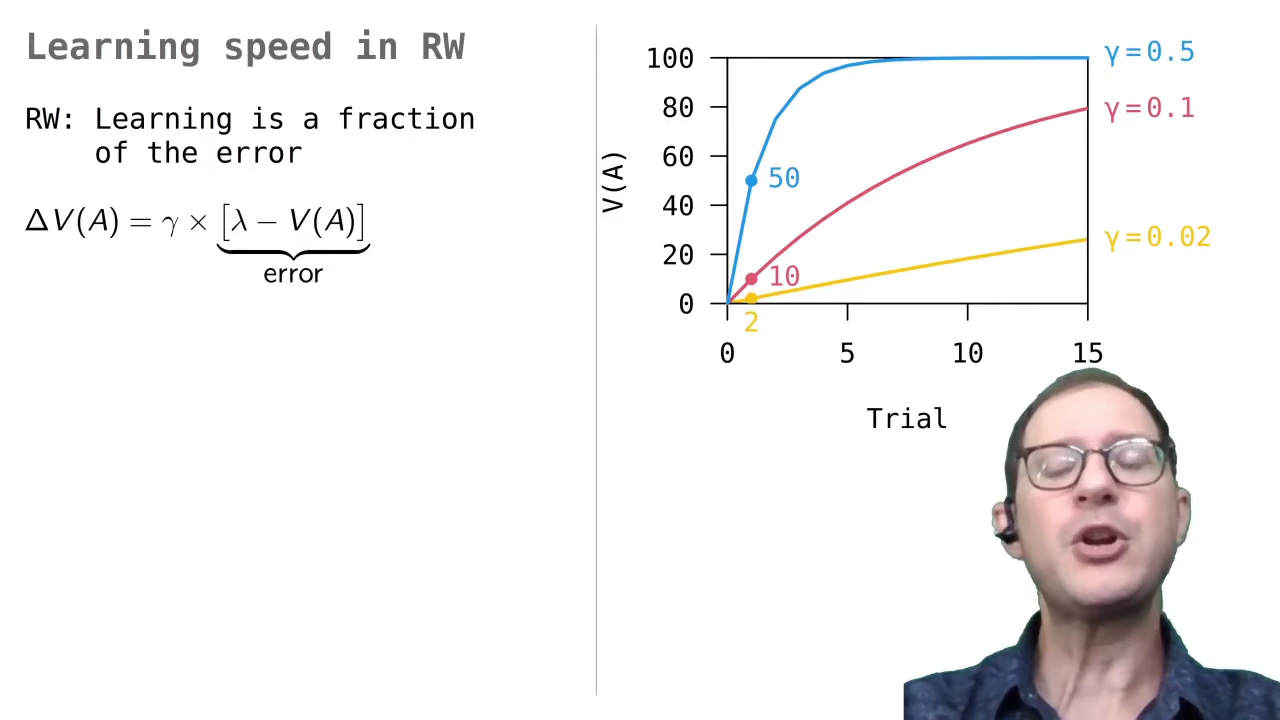 Learning speed in RW
RW: Learning is a fraction
of the error
ΔV(A) = γ × [λ − V(A)]
error
100
80
60
40
20
0
V(A)
0
5
10
15
Trial
γ=0.5
γ=0.1
γ=0.02
50
10
2